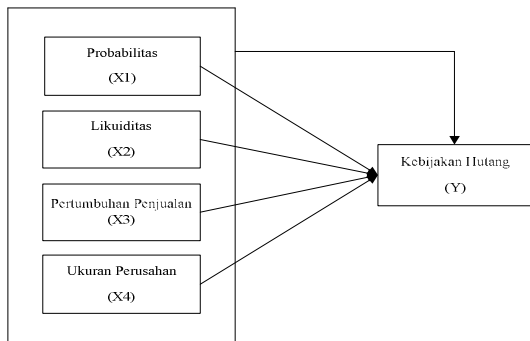 Probabilitas
(X1)
Likuiditas
(X2)
Pertumbuhan Penjualan
(X3)
Ukuran Perusahan
(X4)
Kebijakan Hutang
(Y)